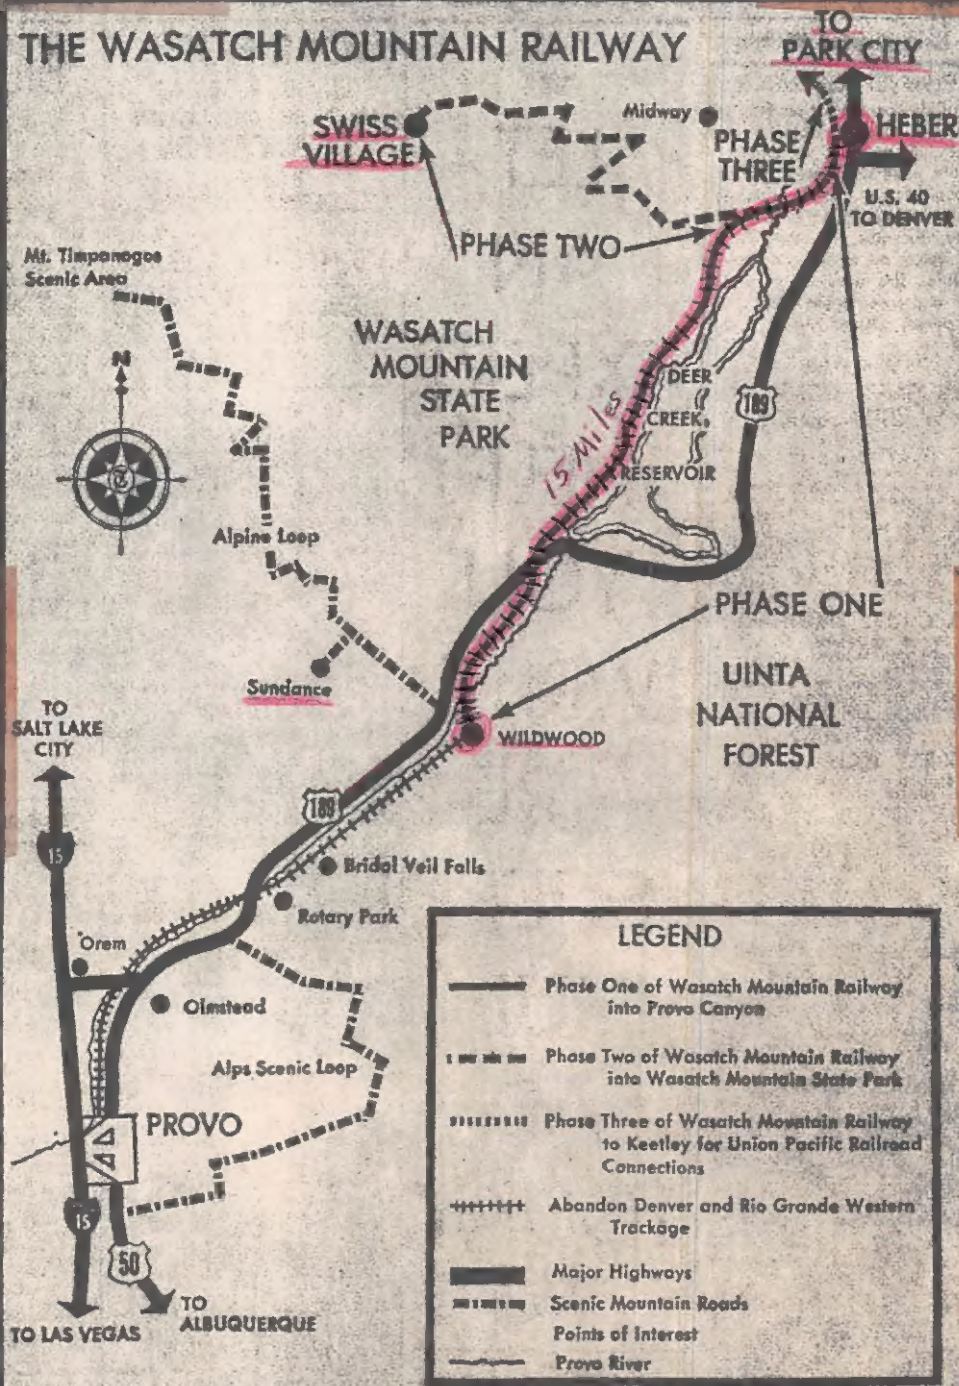 THE WASATCH MOUNTAIN RAILWAY
TO
PARK CITY
SWISS
VILLAGE
Midway
PHASE
THREE
HEBER
U.S. 40
TO DENVER
PHASE TWO
Mt. Timpanogos
Scenic Area
WASATCH
MOUNTAIN
STATE
PARK
N
DEER
CREEK
RESERVOIR
189
15 Miles
Alpine Loop
PHASE ONE
Sundance
UINTA
NATIONAL
FOREST
WILDWOOD
TO
SALT LAKE
CITY
189
15
Bridal Veil Falls
Rotary Park
Orem
Olmstead
Alps Scenic Loop
PROVO
15
50
TO
ALBUQUERQUE
TO LAS VEGAS
LEGEND
Phase One of Wasatch Mountain Railway
into Provo Canyon
Phase Two of Wasatch Mountain Railway
into Wasatch Mountain State Park
Phase Three of Wasatch Mountain Railway
to Keetley for Union Pacific Railroad
Connections
Abandon Denver and Rio Grande Western
Trackage
Major Highways
Scenic Mountain Roads
Points of Interest
Provo River